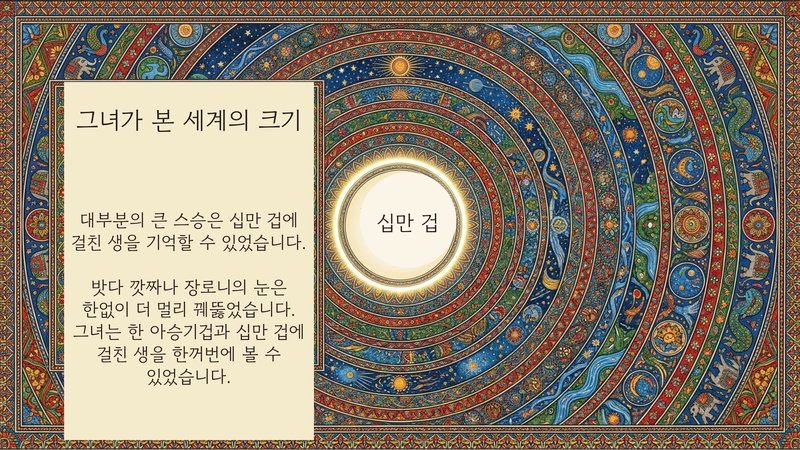 그녀가 본 세계의 크기
대부분의 큰 스승은 십만 겁에
걸친 생을 기억할 수 있었습니다.
밧다 깟짜나 장로니의 눈은
한없이 더 멀리 꿰뚫었습니다.
그녀는 한 아승기겁과 십만 겁에
걸친 생을 한꺼번에 볼 수
있었습니다.
십만 겁